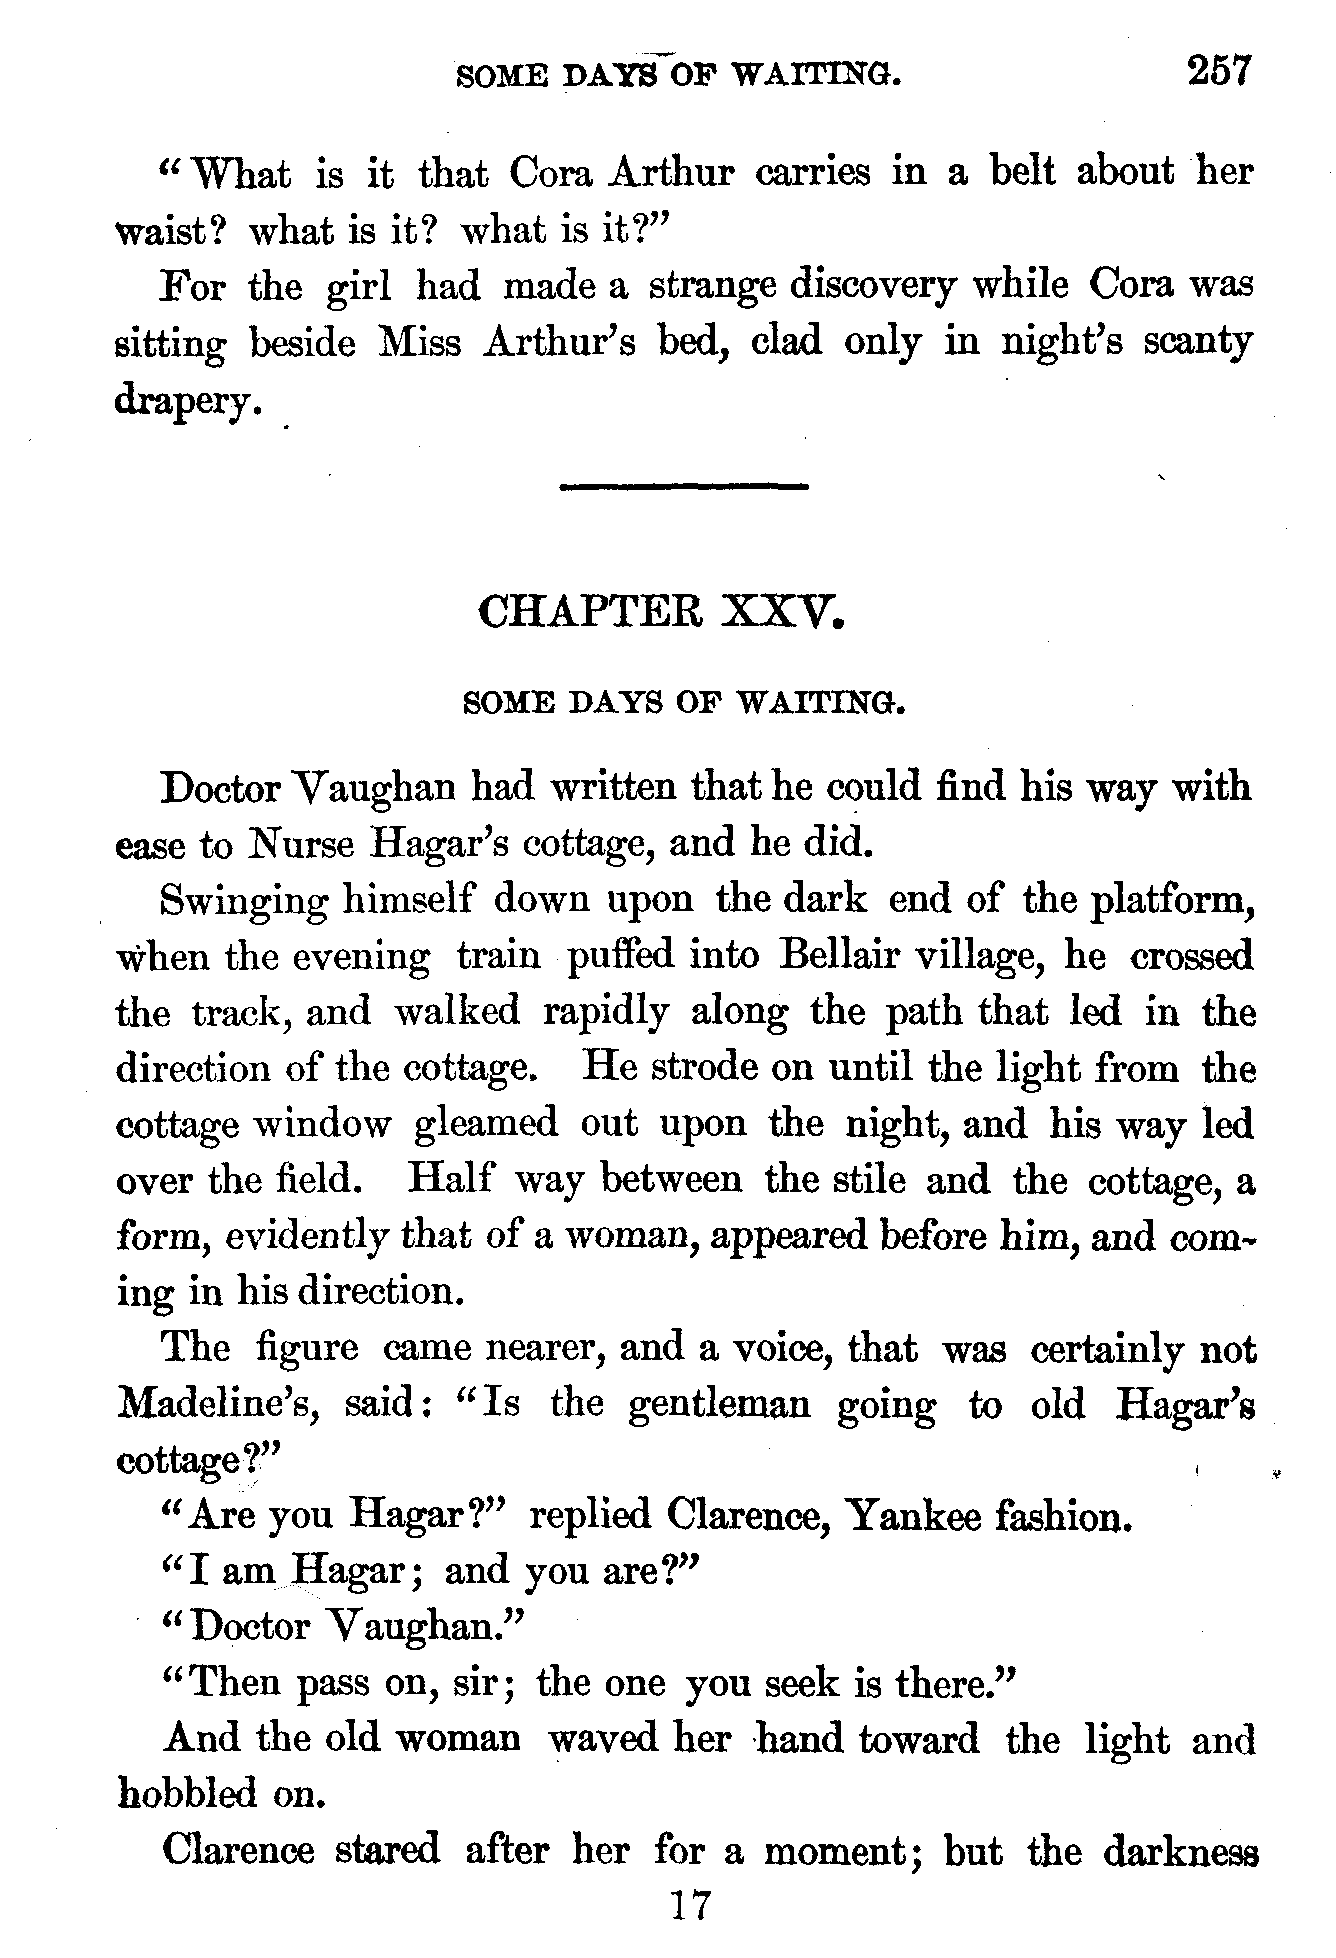 SOME DAYS OF WAITING. 257
"What is it that Cora Arthur carries in a belt about her
waist? what is it? what is it?"
For the girl had made a strange discovery while Cora was
sitting beside Miss Arthur's bed, clad only in night's scanty
drapery.
CHAPTER XXV.
SOME DAYS OF WAITING.
Doctor Vaughan had written that he could find his way with
ease to Nurse Hagar's cottage, and he did.
Swinging himself down upon the dark end of the platform,
when the evening train puffed into Bellair village, he crossed
the track, and walked rapidly along the path that led in the
direction of the cottage. He strode on until the light from the
cottage window gleamed out upon the night, and his way led
over the field. Half way between the stile and the cottage, a
form, evidently that of a woman, appeared before him, and com-
ing in his direction.
The figure came nearer, and a voice, that was certainly not
Madeline's, said: "Is the gentleman going to old Hagar's
cottage?"
"Are you Hagar?" replied Clarence, Yankee fashion.
"I am Hagar; and you are?"
"Doctor Vaughan."
"Then pass on, sir; the one you seek is there."
And the old woman waved her hand toward the light and
hobbled on.
Clarence stared after her for a moment; but the darkness
17